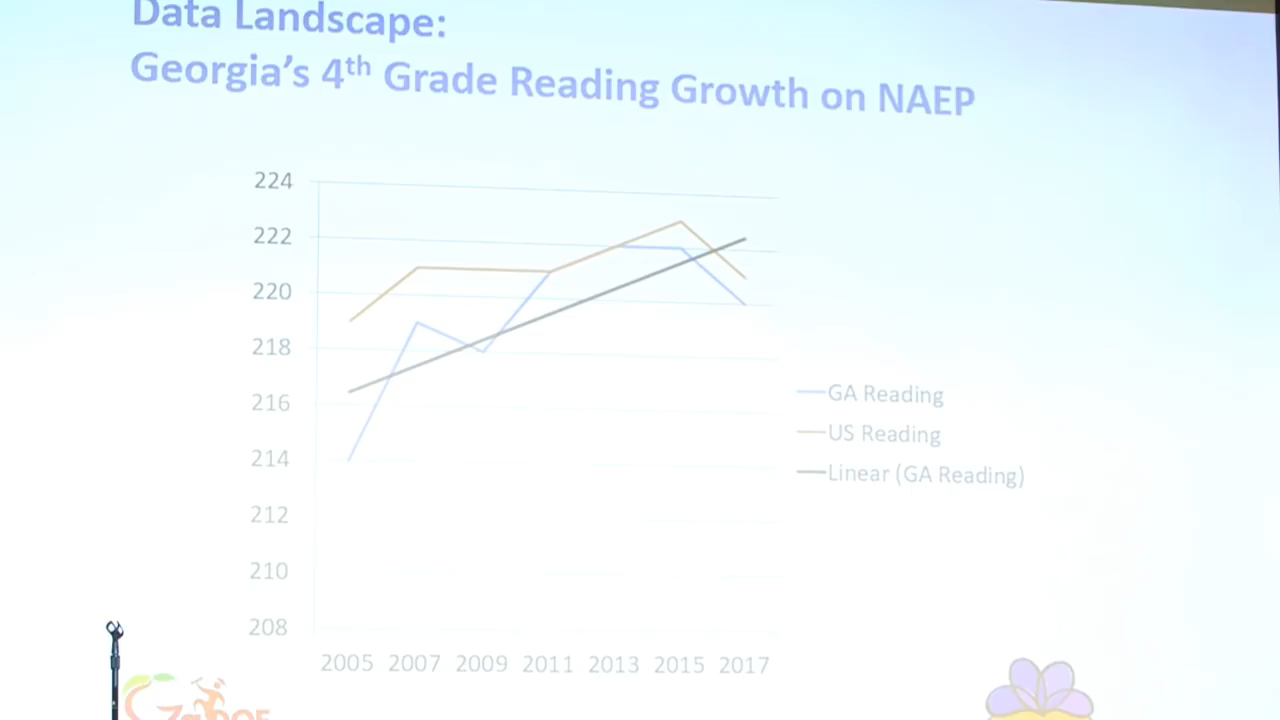 Data Landscape:
Georgia's 4th Grade Reading Growth on NAEP
224
222
220
218
216
214
212
210
208
2005 2007 2009 2011 2013 2015 2017
GA Reading
US Reading
Linear (GA Reading)